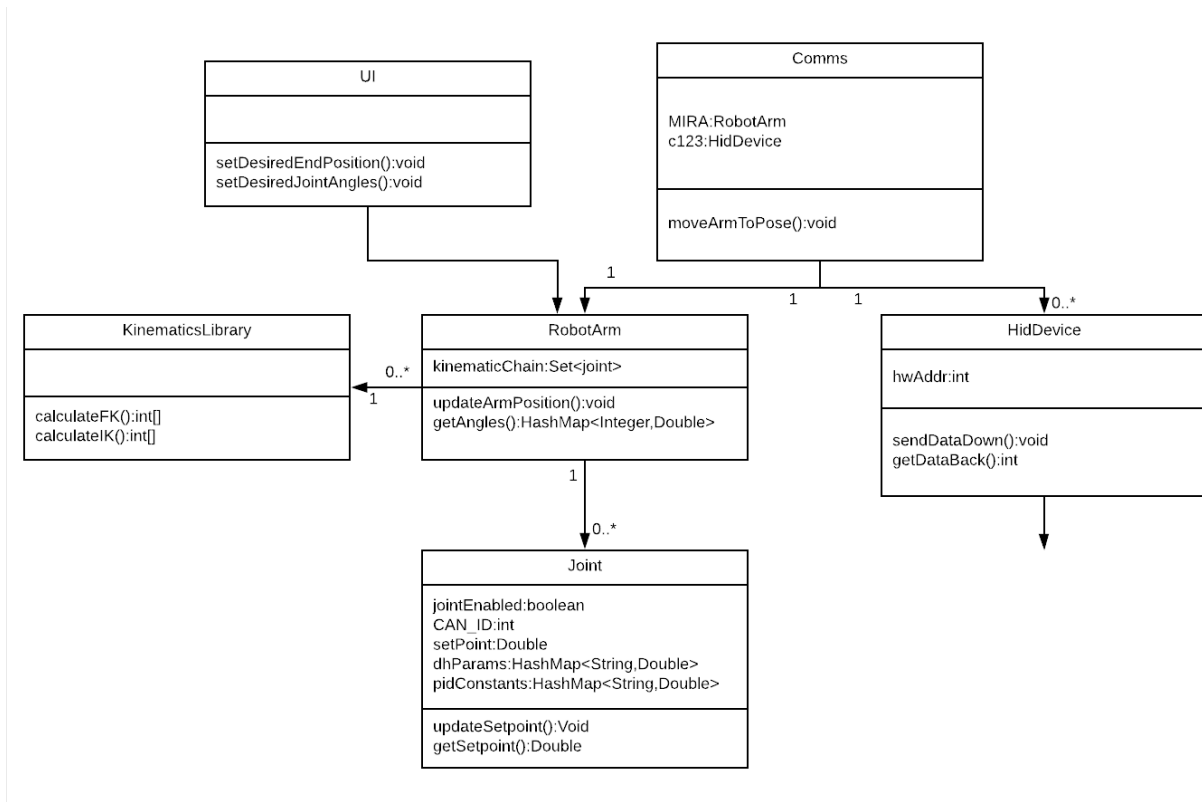 UI
setDesiredEndPosition():void
setDesiredJointAngles():void
Comms
MIRA:RobotArm
c123:HidDevice
moveArmToPose():void
1
1
1
0..*
KinematicsLibrary
calculateFK():int[]
calculateIK():int[]
0..*
1
RobotArm
kinematicChain:Set<joint>
updateArmPosition():void
getAngles():HashMap<Integer,Double>
HidDevice
hwAddr:int
sendDataDown():void
getDataBack():int
1
0..*
Joint
jointEnabled:boolean
CAN_ID:int
setPoint:Double
dhParams:HashMap<String,Double>
pidConstants:HashMap<String,Double>
updateSetpoint():Void
getSetpoint():Double